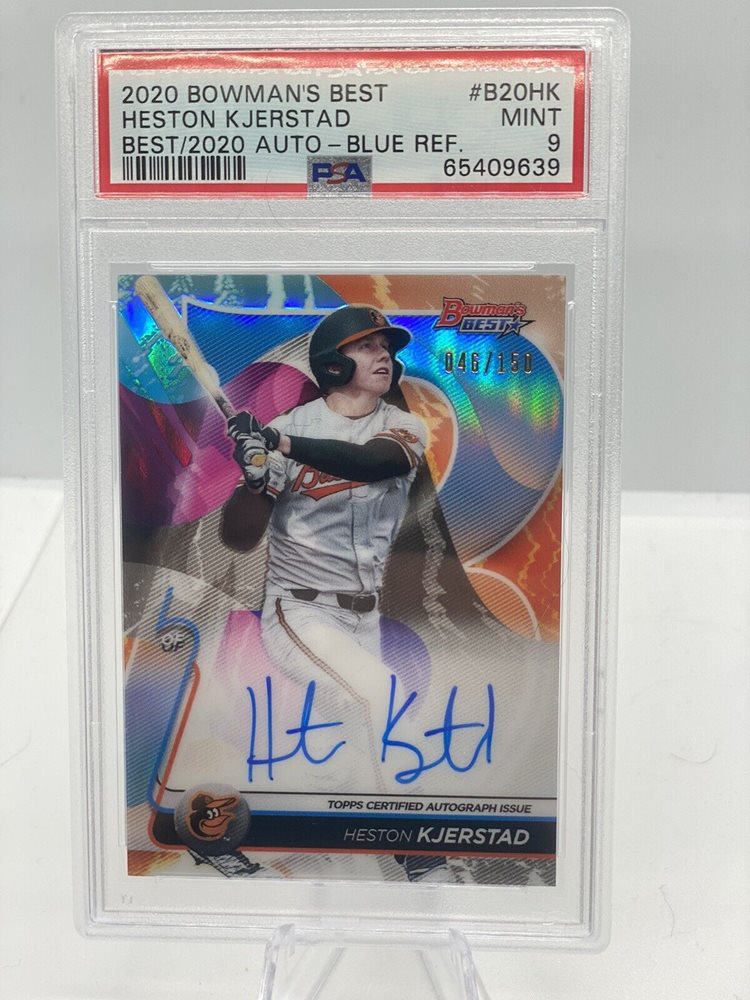 2020 BOWMAN'S BEST #B20HK
HESTON KJERSTAD MINT
BEST/2020 AUTO – BLUE REF. 9
PSA 65409639
Bowman's
BEST
046/150
OF
TOPPS CERTIFIED AUTOGRAPH ISSUE
HESTON KJERSTAD